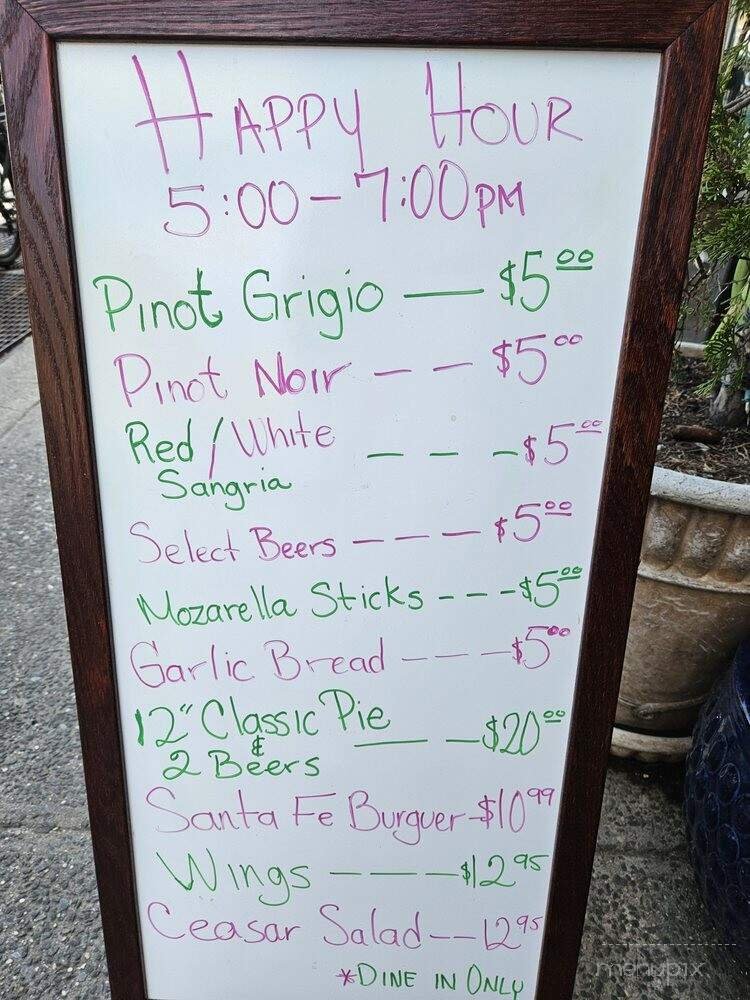 HAPPY HOUR
5:00-7:00PM
Pinot Grigio — $5.00
Pinot Noir - - $5.00
Red/White - - - $5.00
Sangria
Select Beers - - - $5.00
Mozarella Sticks - - - $5.00
Garlic Bread - - - $5.00
12" Classic Pie
& — — $20.00
2 Beers
Santa Fe Burguer - $10.99
Wings - - - - $12.95
Ceasar Salad - - 12.95
*DINE IN ONLY
menupix